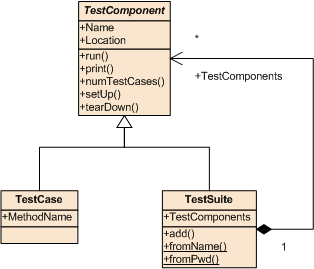 TestComponent
+Name
+Location
+run()
+print()
+numTestCases()
+setUp()
+tearDown()
*
+TestComponents
TestCase
+MethodName
TestSuite
+TestComponents
+add()
+fromName()
+fromPwd()
1